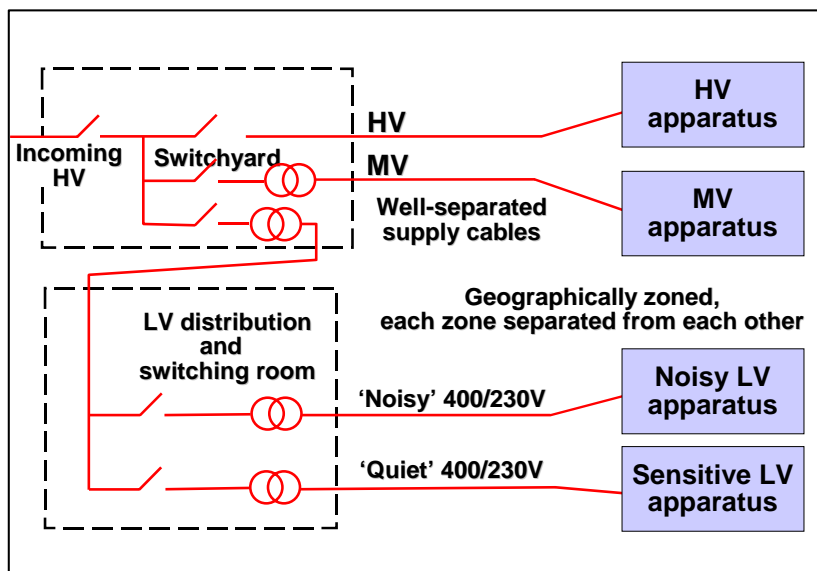 HV
apparatus
HV
Incoming
HV
Switchyard
MV
MV
apparatus
Well-separated
supply cables
Geographically zoned,
each zone separated from each other
LV distribution
and
switching room
‘Noisy’ 400/230V
Noisy LV
apparatus
‘Quiet’ 400/230V
Sensitive LV
apparatus